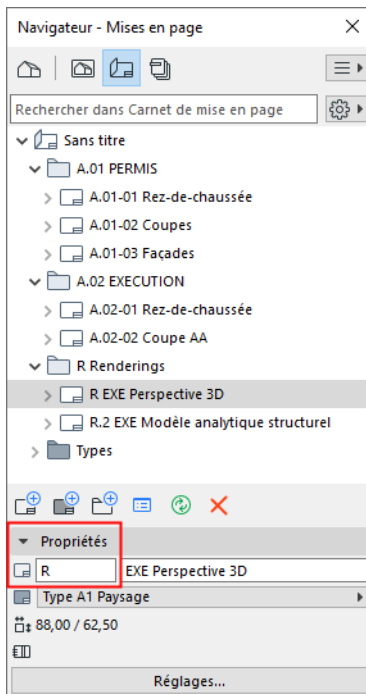 Navigateur - Mises en page
Rechercher dans Carnet de mise en page
Sans titre
A.01 PERMIS
A.01-01 Rez-de-chaussée
A.01-02 Coupes
A.01-03 Façades
A.02 EXECUTION
A.02-01 Rez-de-chaussée
A.02-02 Coupe AA
R Renderings
R EXE Perspective 3D
R.2 EXE Modèle analytique structurel
Types
Propriétés
R EXE Perspective 3D
Type A1 Paysage
88,00 / 62,50
Réglages...